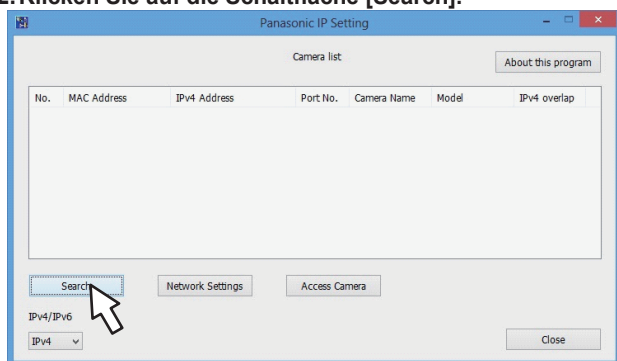 2. Klicken Sie auf die Schaltfläche [Search].
Panasonic IP Setting
Camera list
About this program
No. MAC Address IPv4 Address Port No. Camera Name Model IPv4 overlap
Search Network Settings Access Camera
IPv4/IPv6
IPv4 Close